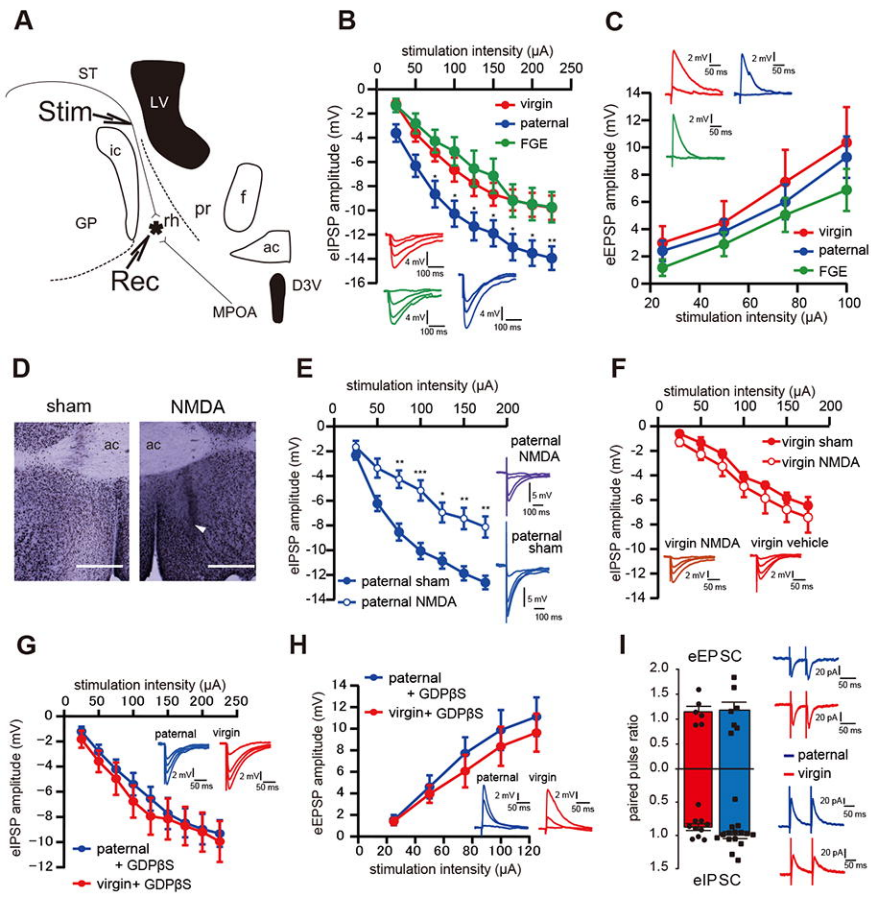 A
ST
LV
Stim
ic
pr
f
GP
rh
ac
Rec
D3V
MPOA
B
stimulation intensity (µA)
0 50 100 150 200 250
0
-2
-4
-6
-8
-10
-12
-14
-16
eIPSP amplitude (mV)
virgin
paternal
FGE
* * * * * * **
4 mV
100 ms
4 mV
100 ms
4 mV
100 ms
C
2 mV
50 ms
2 mV
50 ms
2 mV
50 ms
14
12
10
8
6
4
2
0
eEPSP amplitude (mV)
virgin
paternal
FGE
20 40 60 80 100
stimulation intensity (µA)
D
sham
NMDA
ac
ac
E
stimulation intensity (µA)
0 50 100 150 200
0
-2
-4
-6
-8
-10
-12
-14
eIPSP amplitude (mV)
** *** * ** **
paternal
NMDA
5 mV
100 ms
paternal
sham
5 mV
100 ms
paternal sham
paternal NMDA
F
stimulation intensity (µA)
0 50 100 150 200
0
-2
-4
-6
-8
-10
-12
-14
eIPSP amplitude (mV)
virgin sham
virgin NMDA
virgin NMDA
virgin vehicle
2 mV
50 ms
2 mV
50 ms
G
stimulation intensity (µA)
0 50 100 150 200 250
0
-2
-4
-6
-8
-10
-12
eIPSP amplitude (mV)
paternal
virgin
2 mV
50 ms
2 mV
50 ms
paternal
+ GDPβS
virgin+ GDPβS
H
14
12
10
8
6
4
2
0
eEPSP amplitude (mV)
paternal
+ GDPβS
virgin+ GDPβS
paternal
virgin
2 mV
50 ms
2 mV
50 ms
0 20 40 60 80 100 120
stimulation intensity (µA)
I
eEPSC
2.0
1.5
1.0
0.0
0.5
1.0
1.5
paired pulse ratio
eIPSC
20 pA
50 ms
20 pA
50 ms
paternal
virgin
20 pA
50 ms
20 pA
50 ms